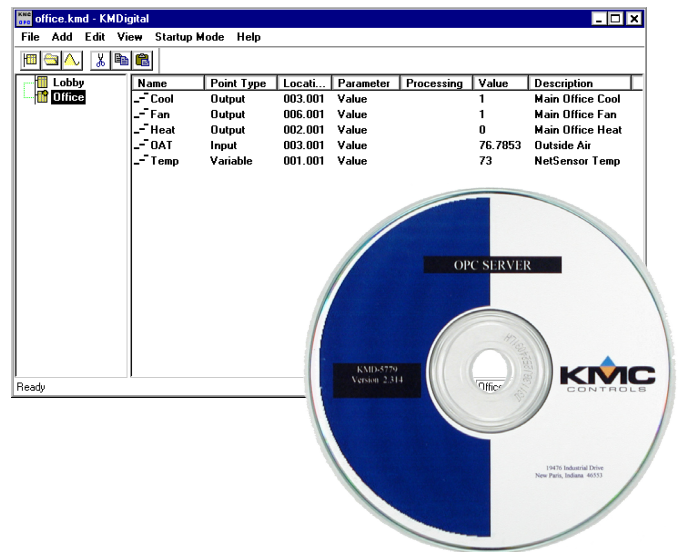 KMC
OPC
office.kmd - KMDigital
File Add Edit View Startup Mode Help
Lobby
Office
Name Point Type Locati... Parameter Processing Value Description
Cool Output 003.001 Value 1 Main Office Cool
Fan Output 006.001 Value 1 Main Office Fan
Heat Output 002.001 Value 0 Main Office Heat
OAT Input 003.001 Value 76.7853 Outside Air
Temp Variable 001.001 Value 73 NetSensor Temp
Ready
Office
OPC SERVER
KMD-5779
Version 2.314
KMC
CONTROLS
19476 Industrial Drive
New Paris, Indiana 46553